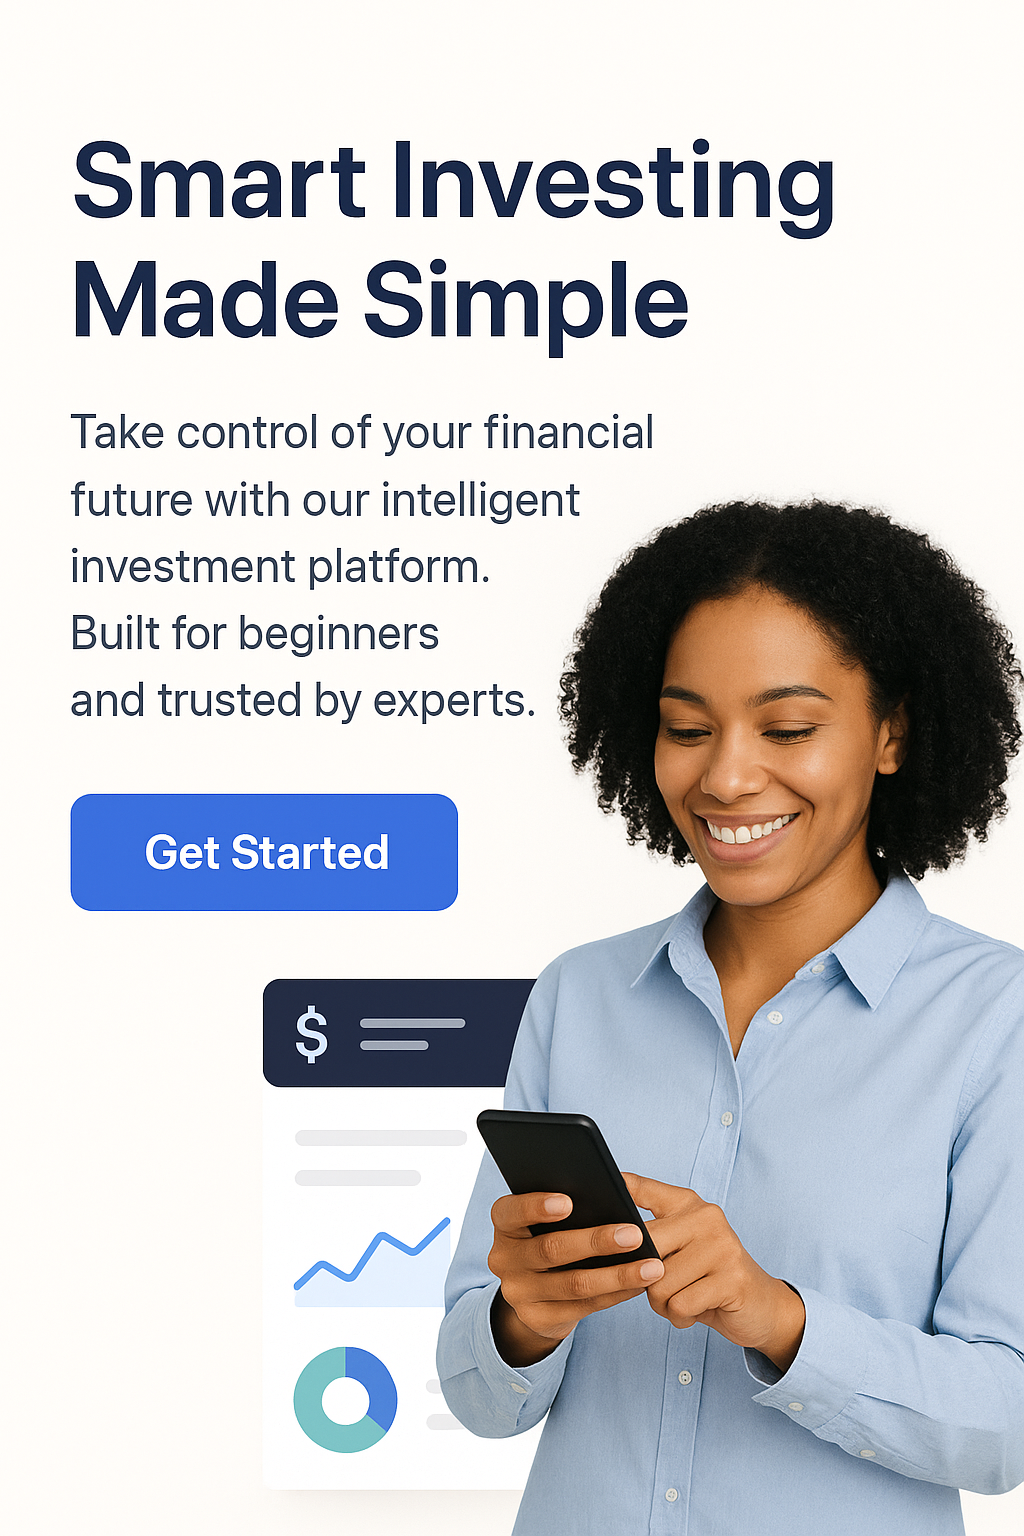 Smart Investing
Made Simple
Take control of your financial
future with our intelligent
investment platform.
Built for beginners
and trusted by experts.
Get Started
$